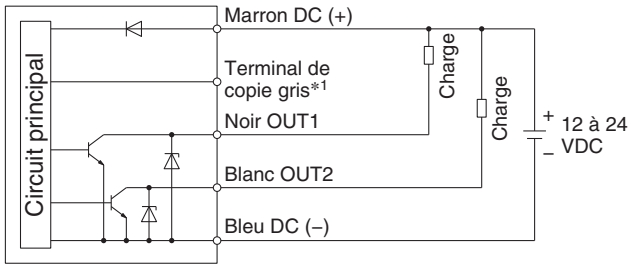 Circuit principal
Marron DC (+)
Terminal de
copie gris*1
Noir OUT1
Blanc OUT2
Bleu DC (–)
Charge
Charge
+
12 à 24
VDC
–